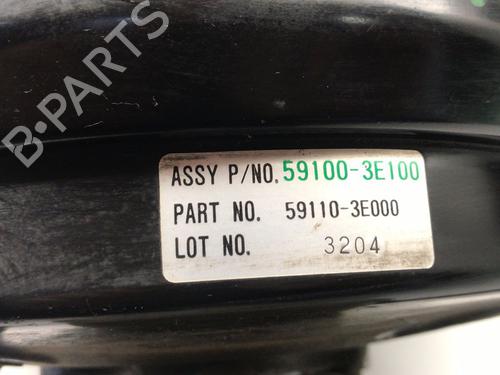 B-PARTS
ASSY P/NO. 59100-3E100
PART NO. 59110-3E000
LOT NO. 3204